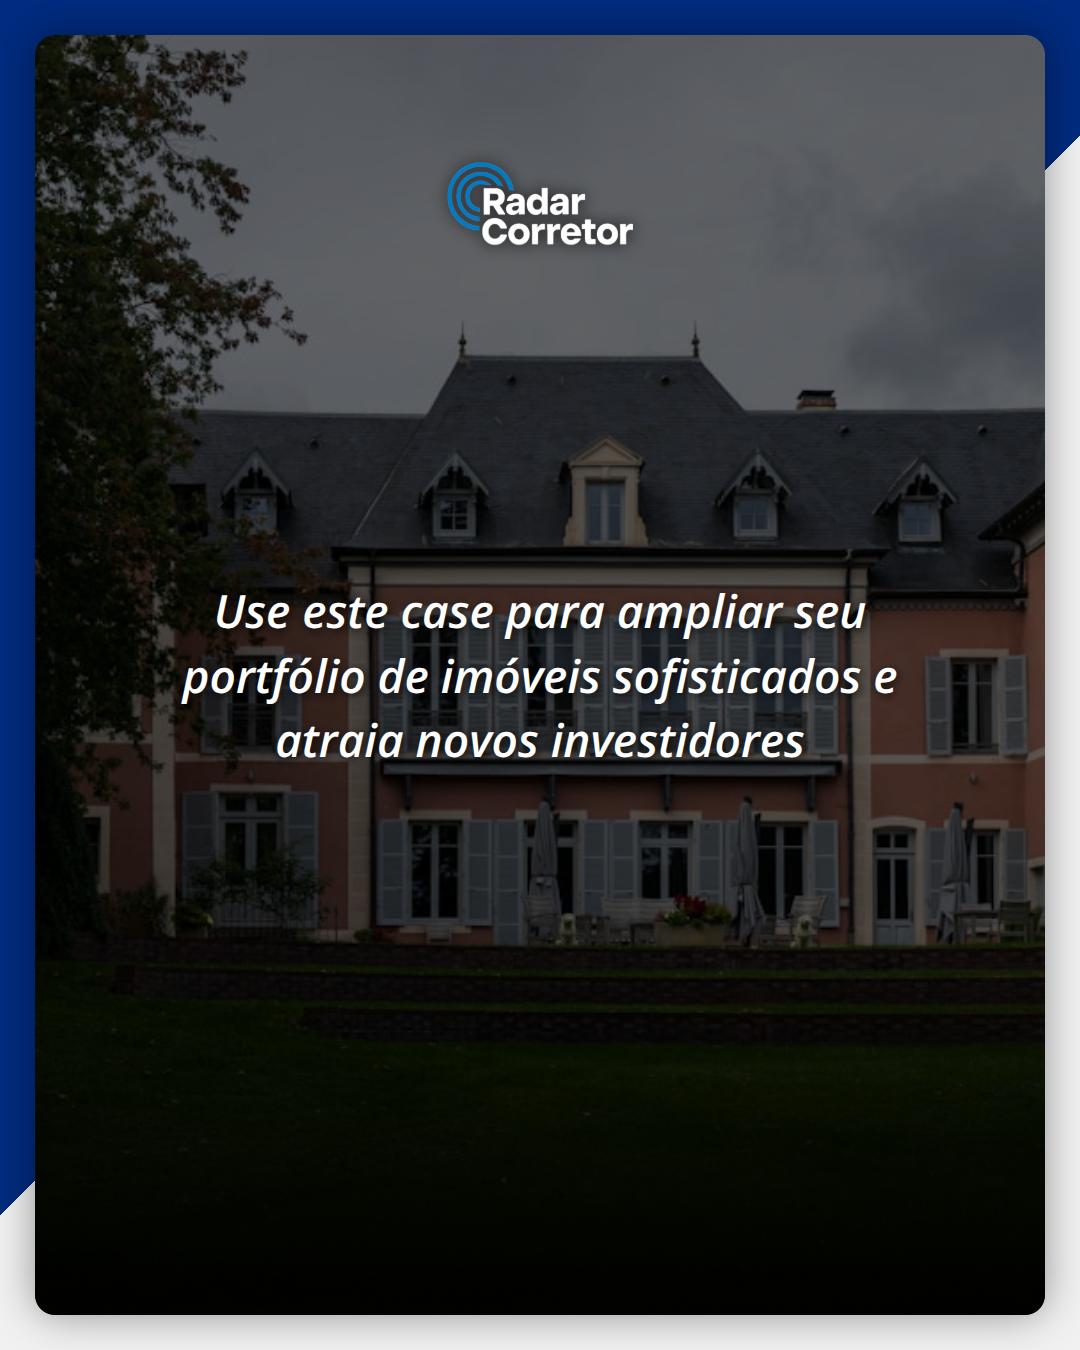 Radar
Corretor
Use este case para ampliar seu
portfólio de imóveis sofisticados e
atraia novos investidores